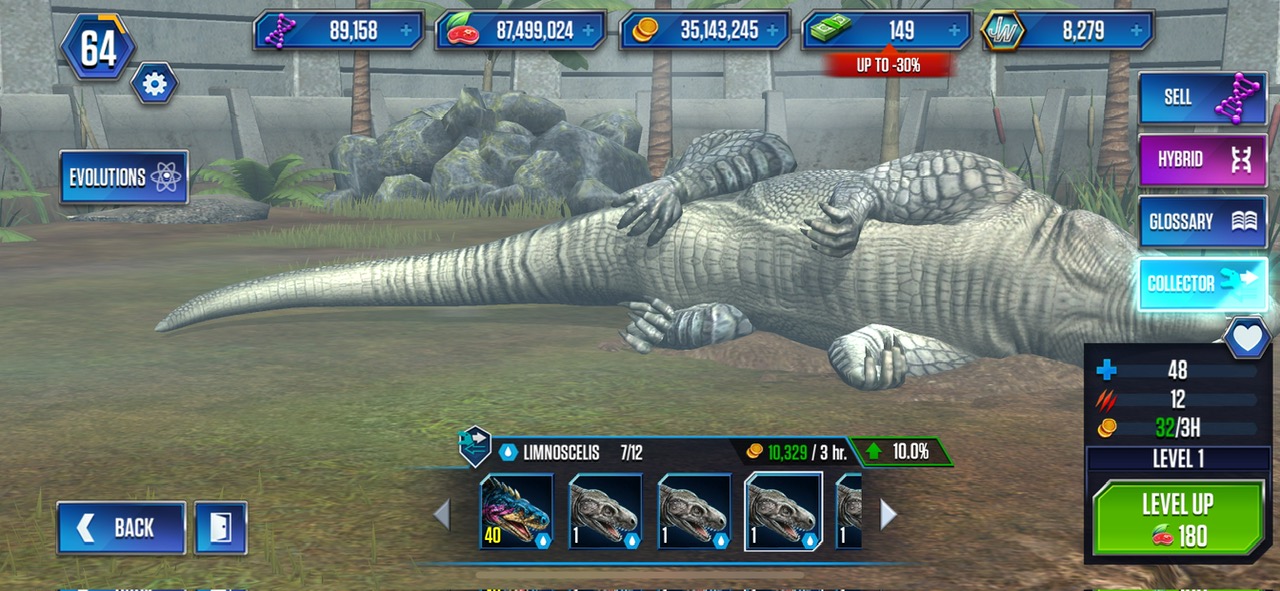 64
89,158
87,499,024
35,143,245
149
JW
8,279
UP TO -30%
SELL
EVOLUTIONS
HYBRID
GLOSSARY
COLLECTOR
48
12
32/3H
LEVEL 1
LEVEL UP
180
LIMNOSCELIS 7/12
10,329 / 3 hr.
10.0%
40
1
1
1
1
BACK